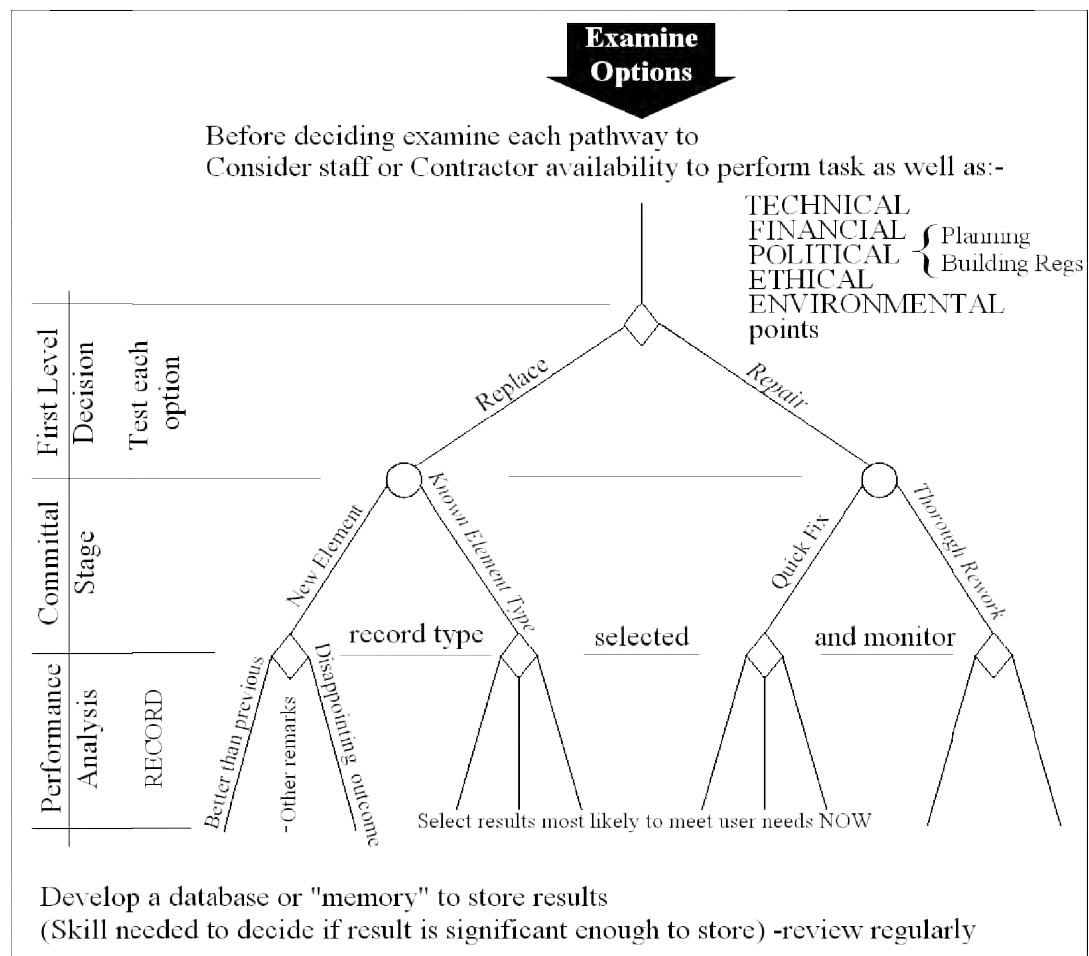 Examine
Options
Before deciding examine each pathway to
Consider staff or Contractor availability to perform task as well as:-
TECHNICAL
FINANCIAL
POLITICAL
ETHICAL
ENVIRONMENTAL
points
Planning
Building Regs
First Level
Decision
Test each
option
Replace
Repair
Committal
Stage
New Element
Known Element Type
Quick Fix
Thorough Rework
record type
selected
and monitor
Performance
Analysis
RECORD
Better than previous
-Other remarks
Disappointing outcome
Select results most likely to meet user needs NOW
Develop a database or "memory" to store results
(Skill needed to decide if result is significant enough to store) -review regularly